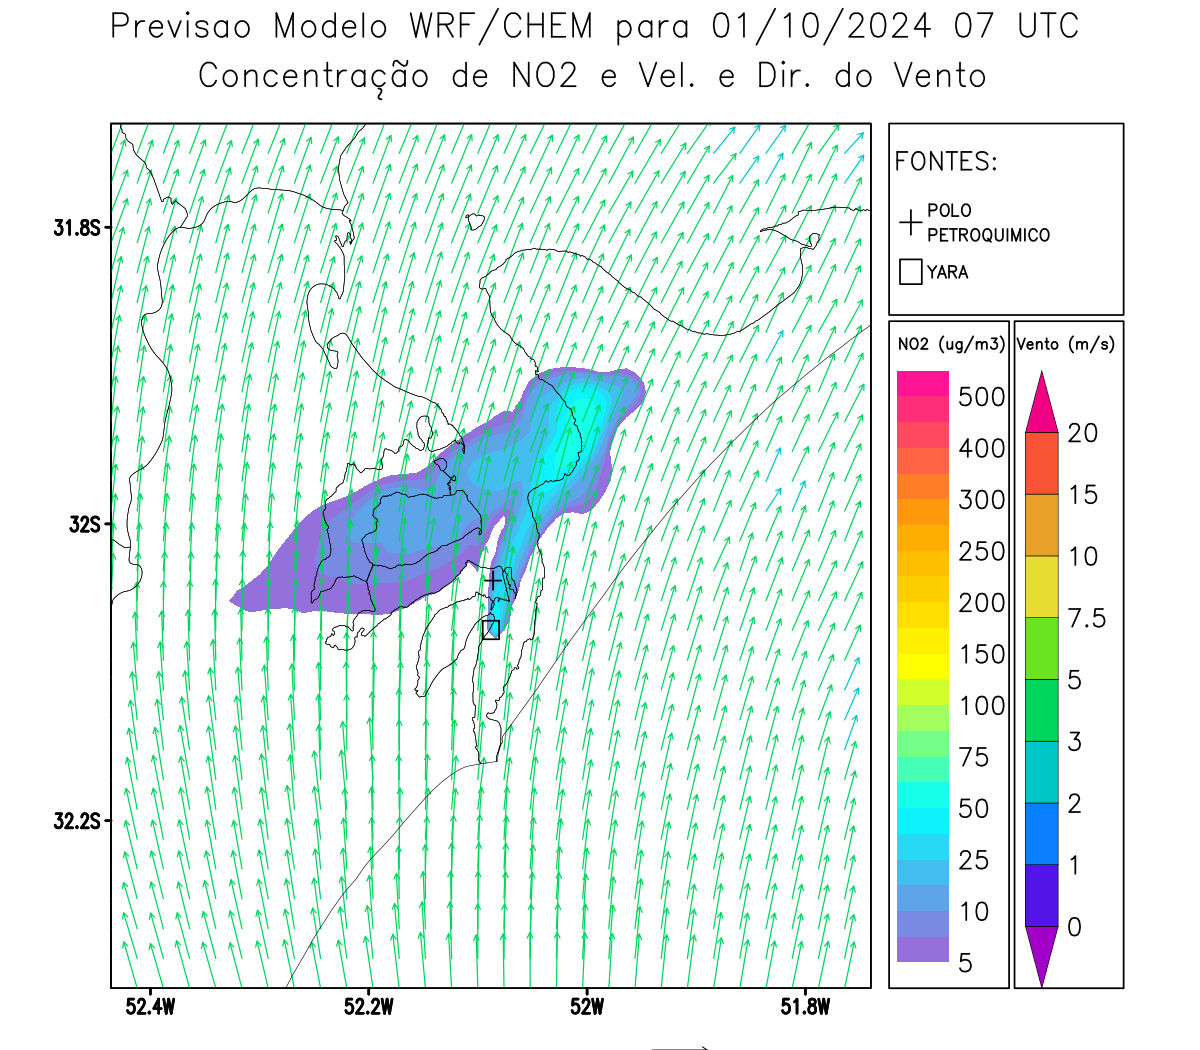 Previsao Modelo WRF/CHEM para 01/10/2024 07 UTC
Concentração de NO2 e Vel. e Dir. do Vento
FONTES:
POLO
PETROQUIMICO
YARA
31.8S
32S
32.2S
52.4W
52.2W
52W
51.8W
NO2 (ug/m3)
500
400
300
250
200
150
100
75
50
25
10
5
Vento (m/s)
20
15
10
7.5
5
3
2
1
0